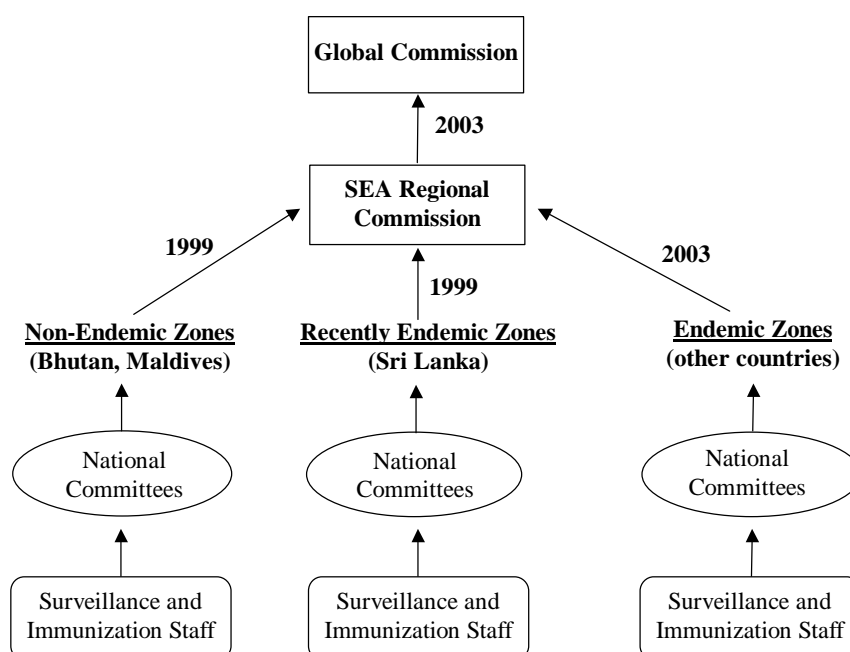 Global Commission
2003
SEA Regional
Commission
1999
1999
2003
Non-Endemic Zones
(Bhutan, Maldives)
Recently Endemic Zones
(Sri Lanka)
Endemic Zones
(other countries)
National
Committees
National
Committees
National
Committees
Surveillance and
Immunization Staff
Surveillance and
Immunization Staff
Surveillance and
Immunization Staff